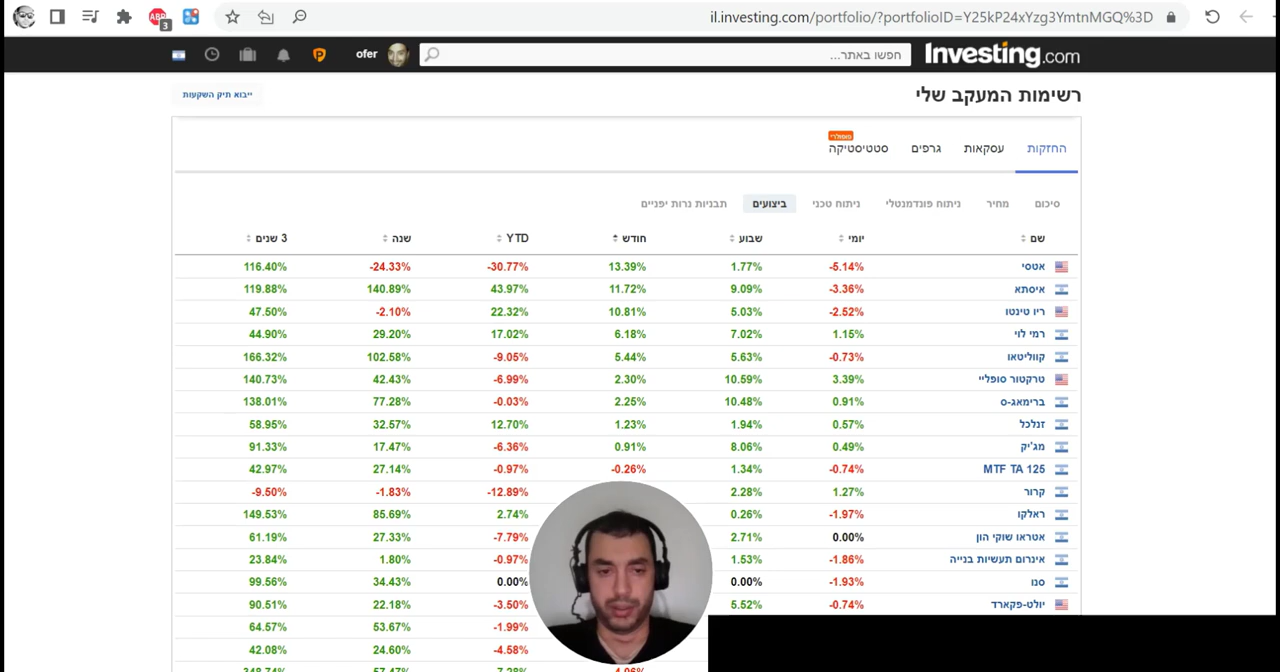 il.investing.com/portfolio/?portfolioID=Y25kP24xYzg3YmtnMGQ%3D
ABP 3
Investing.com חפשו באתר... ofer
רשימות המעקב שלי ייבוא תיק השקעות
פופולרי
החזקות עסקאות גרפים סטטיסטיקה
סיכום מחיר ניתוח פונדמנטלי ניתוח טכני ביצועים תבניות נרות יפניים
שם יומי שבוע חודש YTD שנה 3 שנים
אטסי -5.14% 1.77% 13.39% -30.77% -24.33% 116.40%
איסתא -3.36% 9.09% 11.72% 43.97% 140.89% 119.88%
ריו טינטו -2.52% 5.03% 10.81% 22.32% -2.10% 47.50%
רמי לוי 1.15% 7.02% 6.18% 17.02% 29.20% 44.90%
קווליטאו -0.73% 5.63% 5.44% -9.05% 102.58% 166.32%
טרקטור סופליי 3.39% 10.59% 2.30% -6.99% 42.43% 140.73%
ברימאג-ס 0.91% 10.48% 2.25% -0.03% 77.28% 138.01%
זנלכל 0.57% 1.94% 1.23% 12.70% 32.57% 58.95%
מג'יק 0.49% 8.06% 0.91% -6.36% 17.47% 91.33%
MTF TA 125 -0.74% 1.34% -0.26% -0.97% 27.14% 42.97%
קרור 1.27% 2.28% -12.89% -1.83% -9.50%
ראלקו -1.97% 0.26% 2.74% 85.69% 149.53%
אטראו שוקי הון 0.00% 2.71% -7.79% 27.33% 61.19%
אינרום תעשיות בנייה -1.86% 1.53% -0.97% 1.80% 23.84%
סנו -1.93% 0.00% 0.00% 34.43% 99.56%
יולט-פקארד -0.74% 5.52% -3.50% 22.18% 90.51%
-1.99% 53.67% 64.57%
-4.58% 24.60% 42.08%